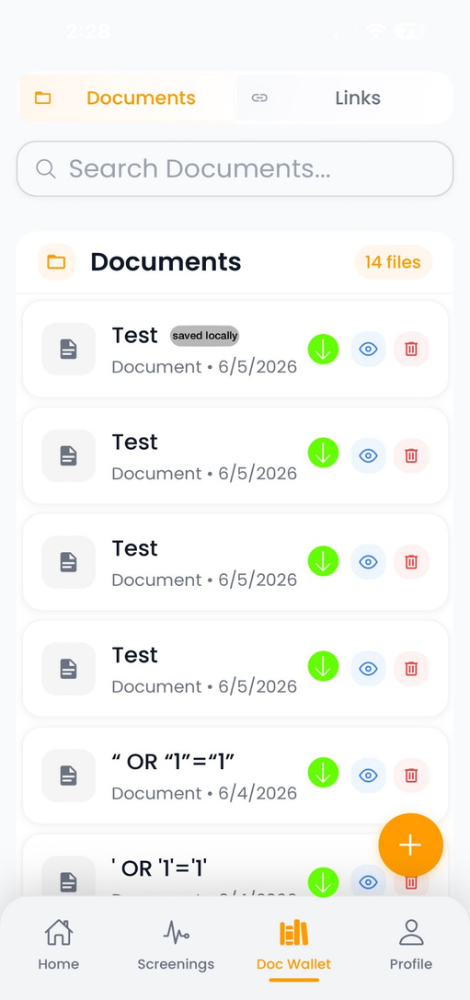 2:28
Documents
Links
Search Documents...
Documents
14 files
Test saved locally
Document • 6/5/2026
Test
Document • 6/5/2026
Test
Document • 6/5/2026
Test
Document • 6/5/2026
“ OR “1”=“1”
Document • 6/4/2026
' OR '1'='1'
Home
Screenings
Doc Wallet
Profile